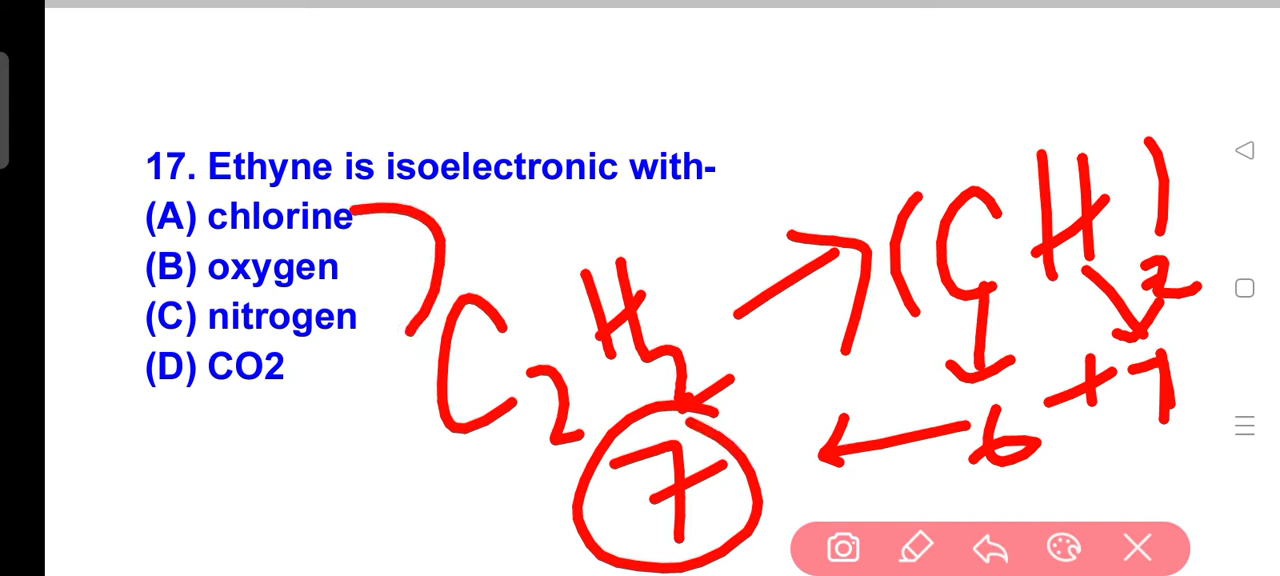 17. Ethyne is isoelectronic with-
(A) chlorine
(B) oxygen
(C) nitrogen
(D) CO2
C2H2
(CH)2
6 + 1
7